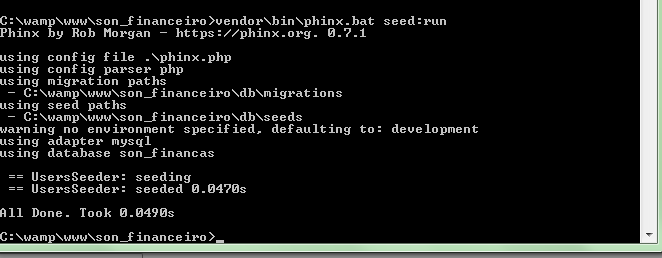 C:\wamp\www\son_financeiro>vendor\bin\phinx.bat seed:run
Phinx by Rob Morgan - https://phinx.org. 0.7.1
using config file .\phinx.php
using config parser php
using migration paths
 - C:\wamp\www\son_financeiro\db\migrations
using seed paths
 - C:\wamp\www\son_financeiro\db\seeds
warning no environment specified, defaulting to: development
using adapter mysql
using database son_financas
 == UsersSeeder: seeding
 == UsersSeeder: seeded 0.0470s
All Done. Took 0.0490s
C:\wamp\www\son_financeiro>_